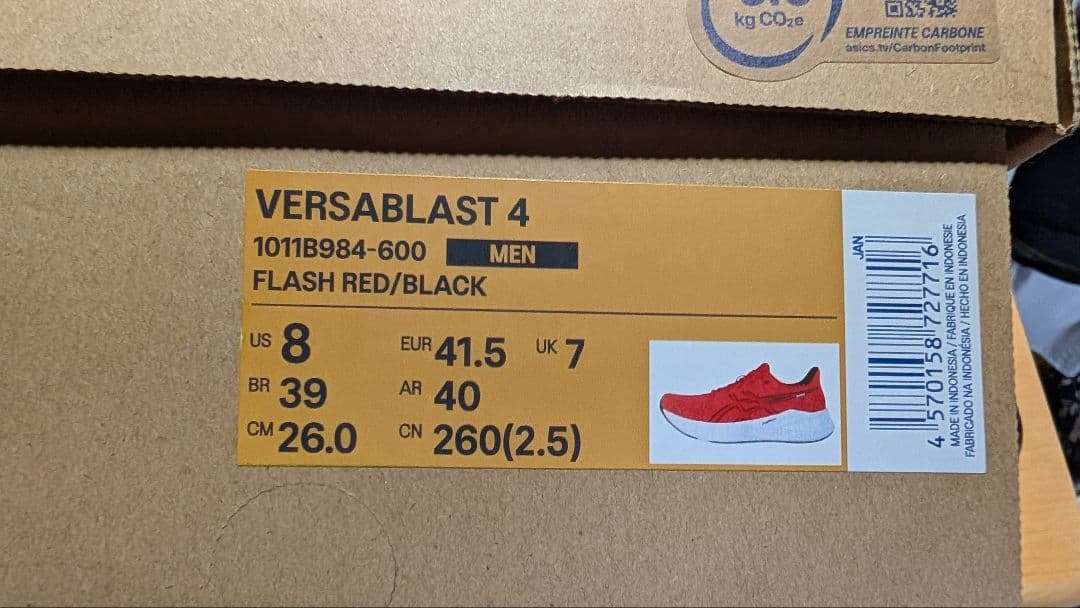 kg CO₂e
EMPREINTE CARBONE
asics.tv/CarbonFootprint
VERSABLAST 4
1011B984-600 MEN
FLASH RED/BLACK
US 8 EUR 41.5 UK 7
BR 39 AR 40
CM 26.0 CN 260(2.5)
JAN
4 570158 727716
MADE IN INDONESIA / FABRIQUE EN INDONESIE
FABRICADO NA INDONÉSIA / HECHO EN INDONESIA